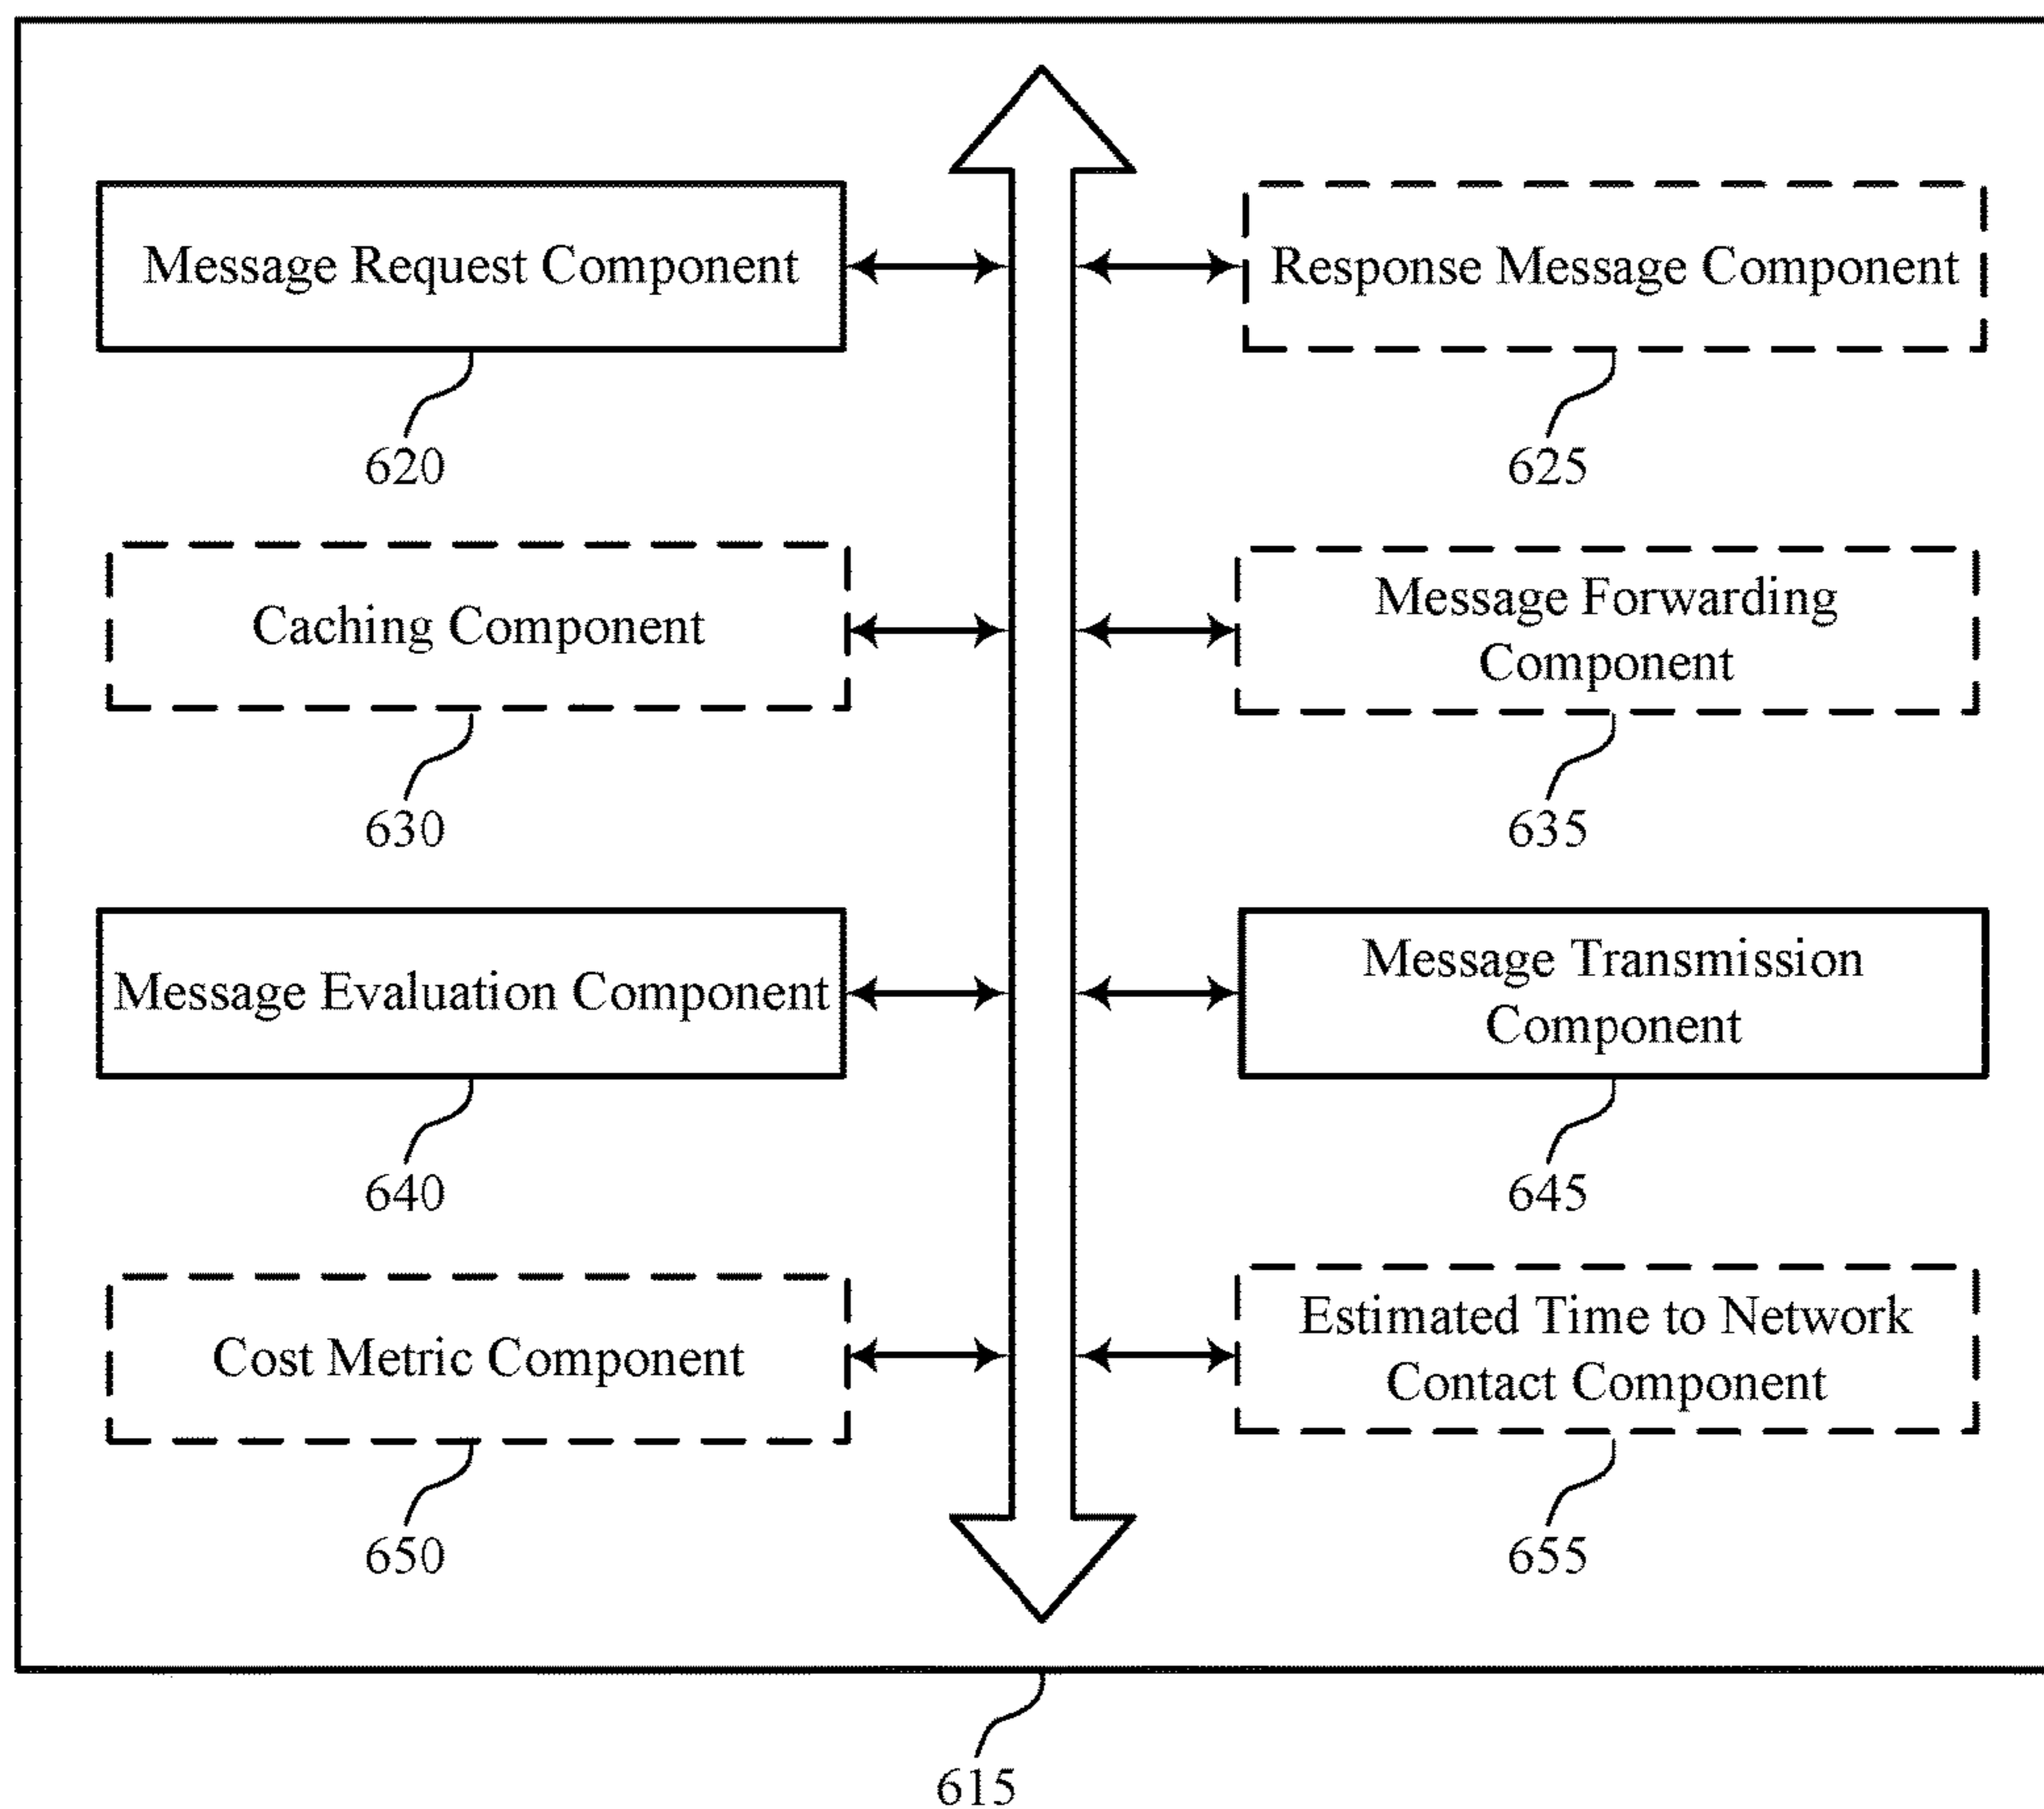 Message Request Component
Response Message Component
620
625
Caching Component
Message Forwarding
Component
630
635
Message Evaluation Component
Message Transmission
Component
640
645
Cost Metric Component
Estimated Time to Network
Contact Component
650
655
615